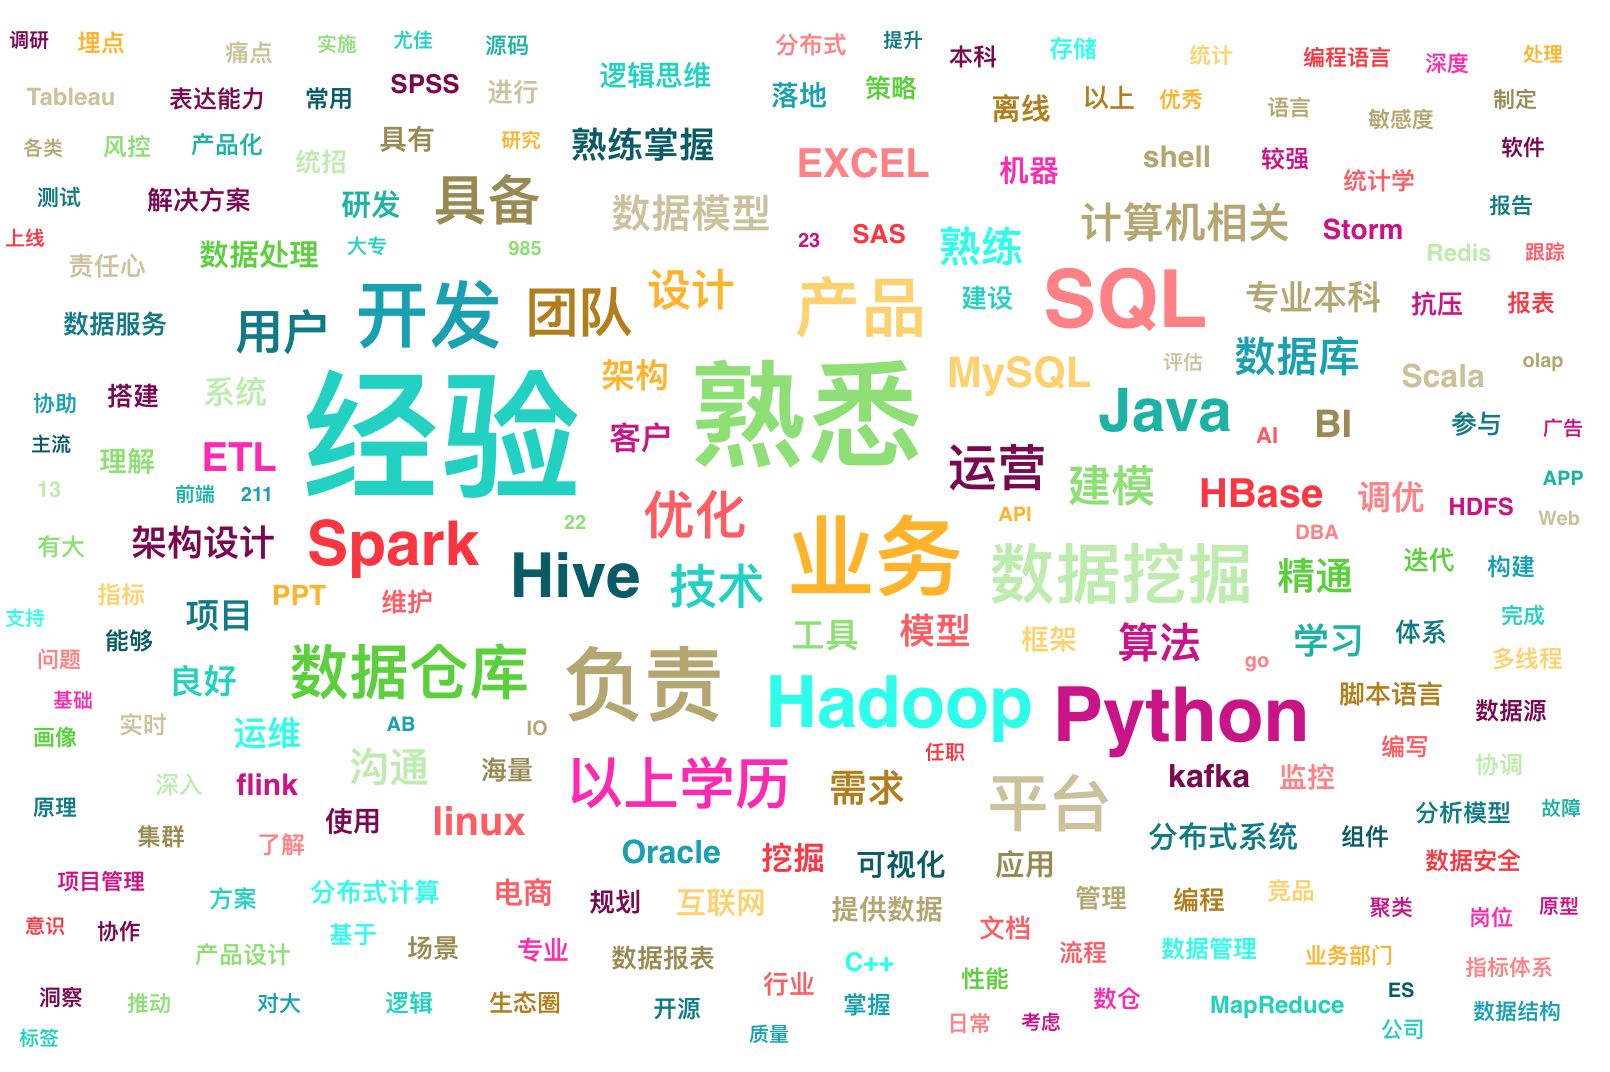 调研
埋点
痛点
实施
尤佳
源码
分布式
提升
本科
存储
统计
编程语言
深度
处理
Tableau
表达能力
常用
SPSS
进行
逻辑思维
落地
策略
离线
以上
优秀
语言
敏感度
制定
各类
风控
产品化
统招
具有
研究
熟练掌握
EXCEL
机器
shell
较强
统计学
软件
测试
解决方案
研发
具备
数据模型
计算机相关
Storm
报告
上线
责任心
数据处理
大专
985
23
SAS
熟练
Redis
跟踪
数据服务
用户
开发
团队
设计
产品
建设
SQL
专业本科
抗压
报表
协助
搭建
系统
经验
架构
熟悉
MySQL
评估
数据库
Scala
olap
主流
理解
ETL
客户
Java
AI
BI
参与
广告
13
前端
211
运营
建模
HBase
调优
HDFS
APP
Web
有大
架构设计
Spark
22
优化
业务
API
数据挖掘
DBA
精通
迭代
构建
指标
PPT
维护
Hive
技术
支持
项目
能够
工具
模型
框架
算法
学习
体系
完成
问题
良好
数据仓库
负责
go
多线程
基础
Hadoop
Python
脚本语言
数据源
画像
实时
运维
AB
IO
任职
编写
协调
深入
flink
沟通
海量
以上学历
需求
平台
kafka
监控
原理
集群
了解
使用
linux
分布式系统
组件
分析模型
故障
Oracle
挖掘
可视化
应用
数据安全
项目管理
方案
分布式计算
电商
规划
互联网
提供数据
管理
编程
竞品
聚类
岗位
原型
意识
协作
产品设计
基于
场景
专业
数据报表
文档
流程
数据管理
业务部门
指标体系
C++
行业
性能
洞察
推动
对大
逻辑
生态圈
开源
掌握
数仓
MapReduce
ES
数据结构
标签
质量
日常
考虑
公司